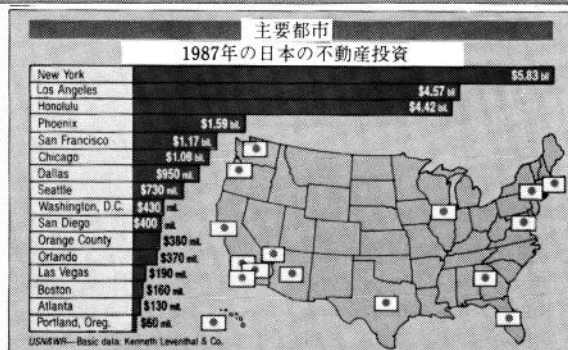 主要都市
1987年の日本の不動産投資
New York $5.83 bil
Los Angeles $4.57 bil.
Honolulu $4.42 bil.
Phoenix $1.59 bil.
San Francisco $1.17 bil.
Chicago $1.08 bil.
Dallas $950 mil.
Seattle $730 mil.
Washington, D.C. $430 mil.
San Diego $400 mil.
Orange County $380 mil.
Orlando $370 mil.
Las Vegas $190 mil.
Boston $160 mil.
Atlanta $130 mil.
Portland, Oreg. $60 mil.
USN&WR—Basic data: Kenneth Leventhal & Co.